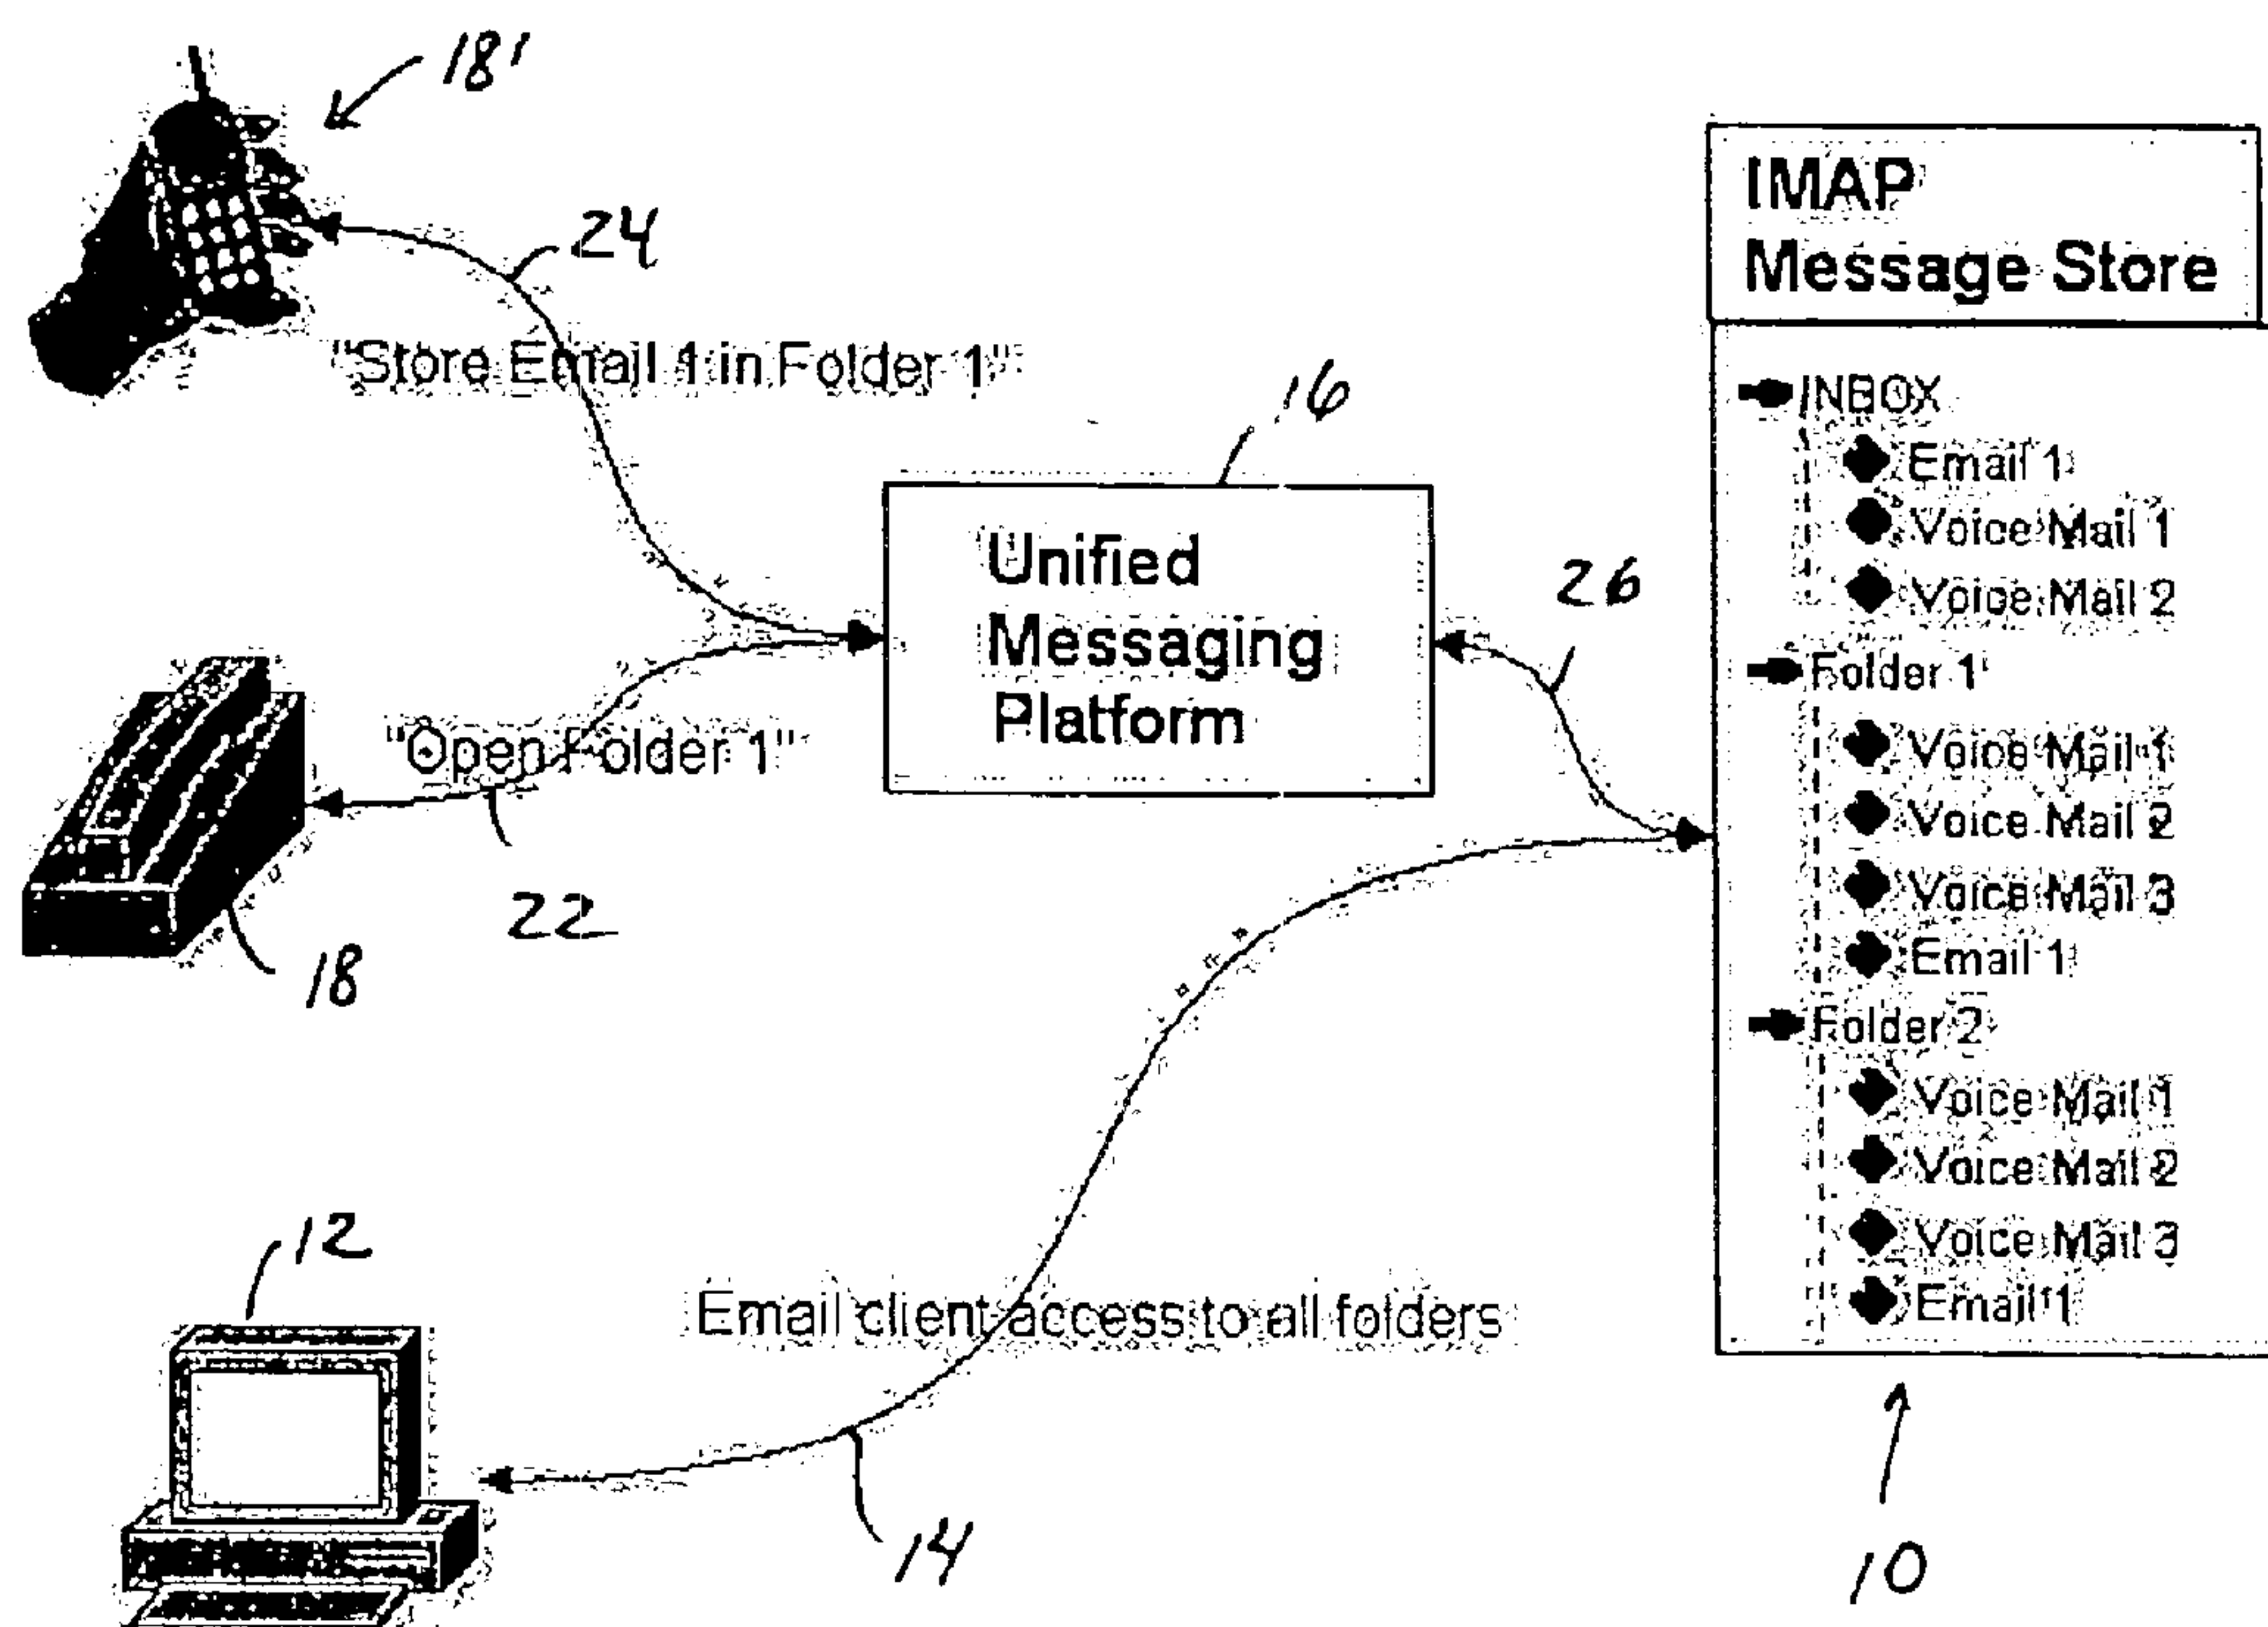 18'
24
"Store Email 1 in Folder 1"
16
Unified
Messaging
Platform
26
"Open Folder 1"
22
18
12
Email client access to all folders
14
IMAP
Message Store
INBOX
Email 1
Voice Mail 1
Voice Mail 2
Folder 1
Voice Mail 1
Voice Mail 2
Voice Mail 3
Email 1
Folder 2
Voice Mail 1
Voice Mail 2
Voice Mail 3
Email 1
10